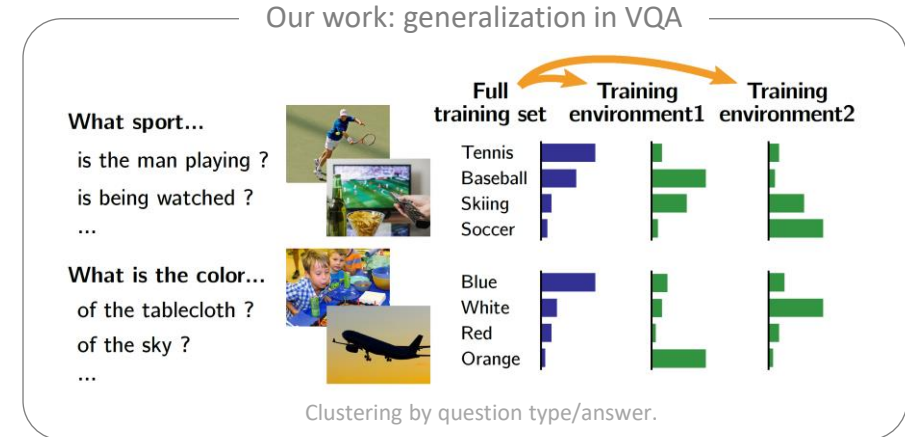 Our work: generalization in VQA
Full training set
Training environment1
Training environment2
What sport...
is the man playing ?
is being watched ?
...
Tennis
Baseball
Skiing
Soccer
What is the color...
of the tablecloth ?
of the sky ?
...
Blue
White
Red
Orange
Clustering by question type/answer.